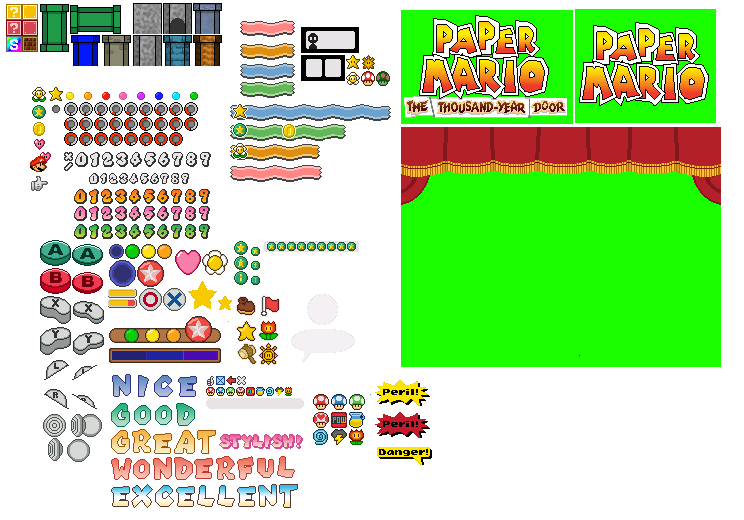 ? ?
?
S
PAPER
MARIO
THE THOUSAND-YEAR DOOR
PAPER
MARIO
0123456789
0123456789
0123456789
0123456789
0123456789
A A
B B
X X
Y Y
L
R
NICE
GOOD
GREAT STYLISH!
WONDERFUL
EXCELLENT
Peril!
Peril!
Danger!